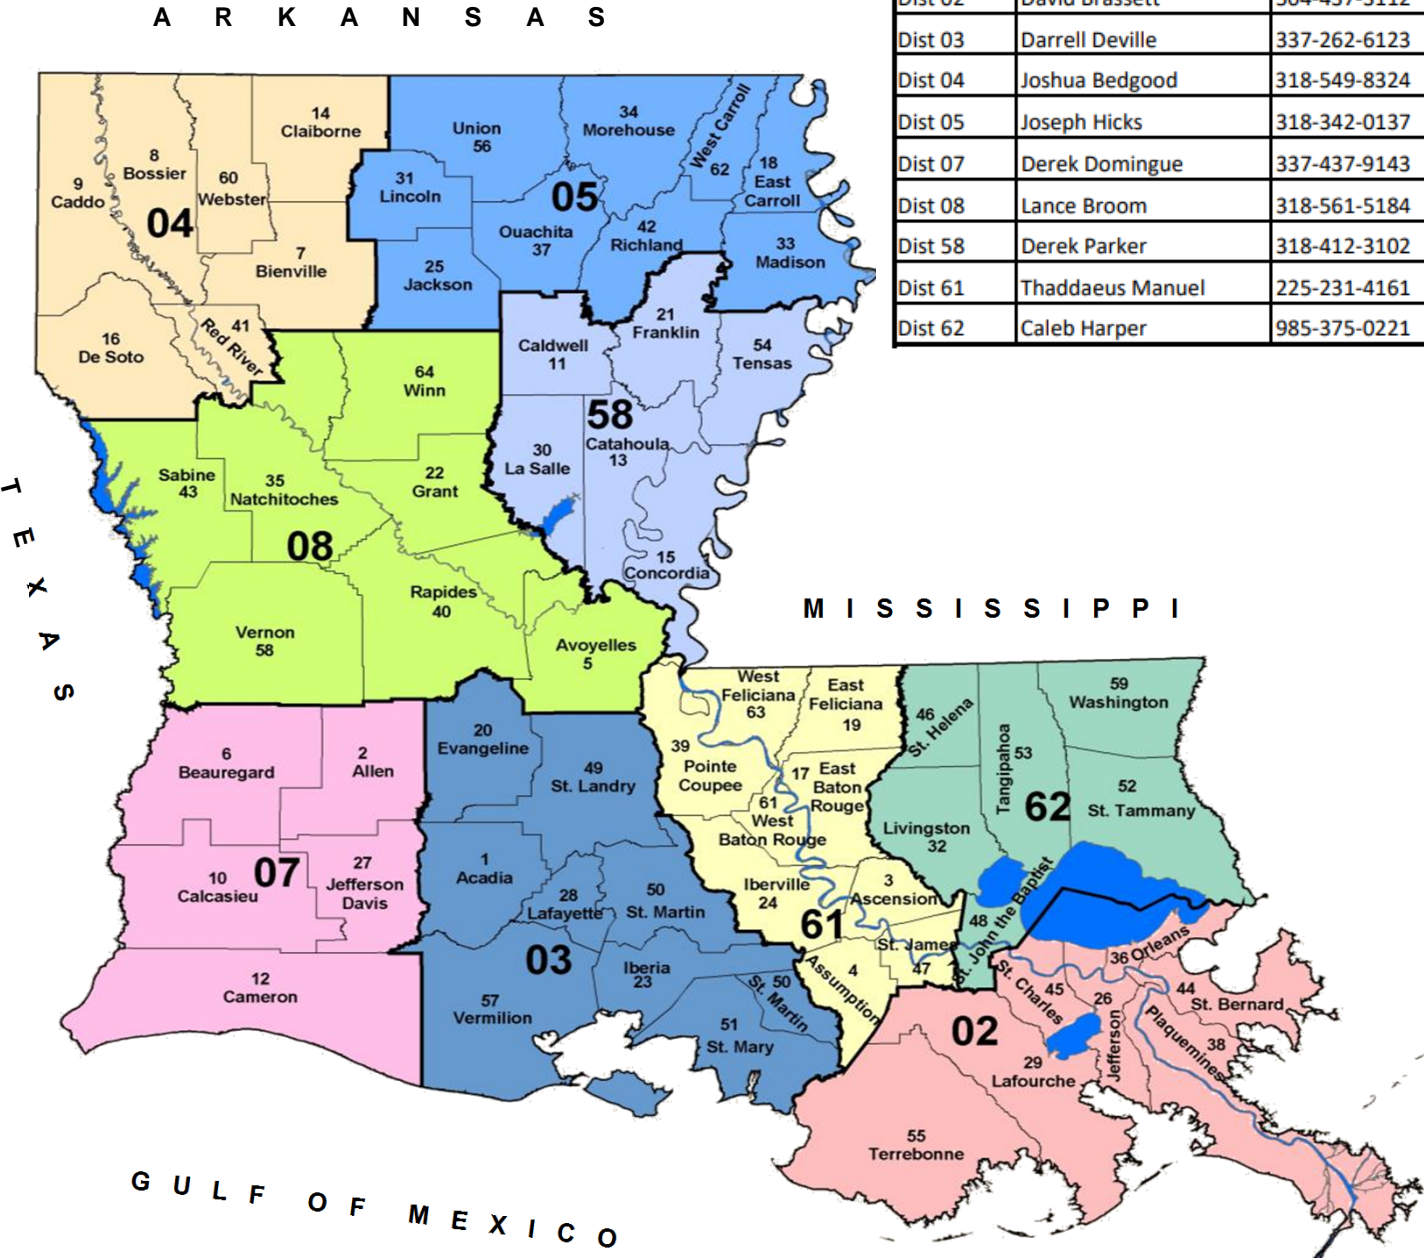 A R K A N S A S
Dist 02 David Brassett 504-437-3112
Dist 03 Darrell Deville 337-262-6123
Dist 04 Joshua Bedgood 318-549-8324
Dist 05 Joseph Hicks 318-342-0137
Dist 07 Derek Domingue 337-437-9143
Dist 08 Lance Broom 318-561-5184
Dist 58 Derek Parker 318-412-3102
Dist 61 Thaddaeus Manuel 225-231-4161
Dist 62 Caleb Harper 985-375-0221
14
Claiborne
8
Bossier
9
Caddo
60
Webster
04
7
Bienville
16
De Soto
41
Red River
Union
56
34
Morehouse
West Carroll
62
18
East
Carroll
31
Lincoln
05
Ouachita
37
42
Richland
33
Madison
25
Jackson
21
Franklin
Caldwell
11
54
Tensas
58
Catahoula
13
30
La Salle
15
Concordia
64
Winn
Sabine
43
35
Natchitoches
22
Grant
08
Rapides
40
Vernon
58
Avoyelles
5
T E X A S
M I S S I S S I P P I
6
Beauregard
2
Allen
07
10
Calcasieu
27
Jefferson
Davis
12
Cameron
20
Evangeline
49
St. Landry
1
Acadia
28
Lafayette
50
St. Martin
03
Iberia
23
57
Vermilion
50
St. Martin
51
St. Mary
West
Feliciana
63
East
Feliciana
19
39
Pointe
Coupee
17 East
Baton
Rouge
61
West
Baton Rouge
Iberville
24
3
Ascension
61
St. James
47
4
Assumption
46
St. Helena
Tangipahoa
53
59
Washington
62
52
St. Tammany
Livingston
32
48
St. John the Baptist
36 Orleans
St. Charles
45
26
Jefferson
44
St. Bernard
38
Plaquemines
02
29
Lafourche
55
Terrebonne
G U L F O F M E X I C O